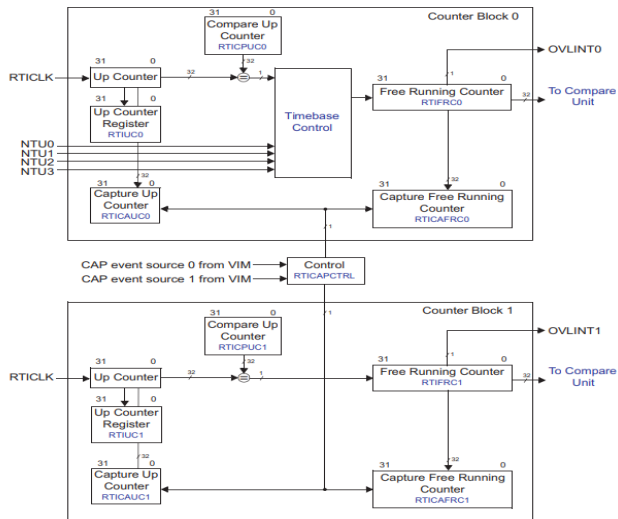 Counter Block 0
31 0
Compare Up
Counter
RTICPUC0
OVLINT0
31 0
32
31 0
1
RTICLK
Up Counter
32
=
1
Timebase
Control
Free Running Counter
RTIFRC0
32
To Compare
Unit
Up Counter
Register
RTIUC0
NTU0
NTU1
NTU2
NTU3
32
32
31 0
31 0
Capture Up
Counter
RTICAUC0
Capture Free Running
Counter
RTICAFRC0
1
CAP event source 0 from VIM
CAP event source 1 from VIM
Control
RTICAPCTRL
1
Counter Block 1
31 0
Compare Up
Counter
RTICPUC1
OVLINT1
31 0
32
31 0
1
RTICLK
Up Counter
32
=
1
Free Running Counter
RTIFRC1
32
To Compare
Unit
Up Counter
Register
RTIUC1
32
32
31 0
31 0
Capture Up
Counter
RTICAUC1
Capture Free Running
Counter
RTICAFRC1